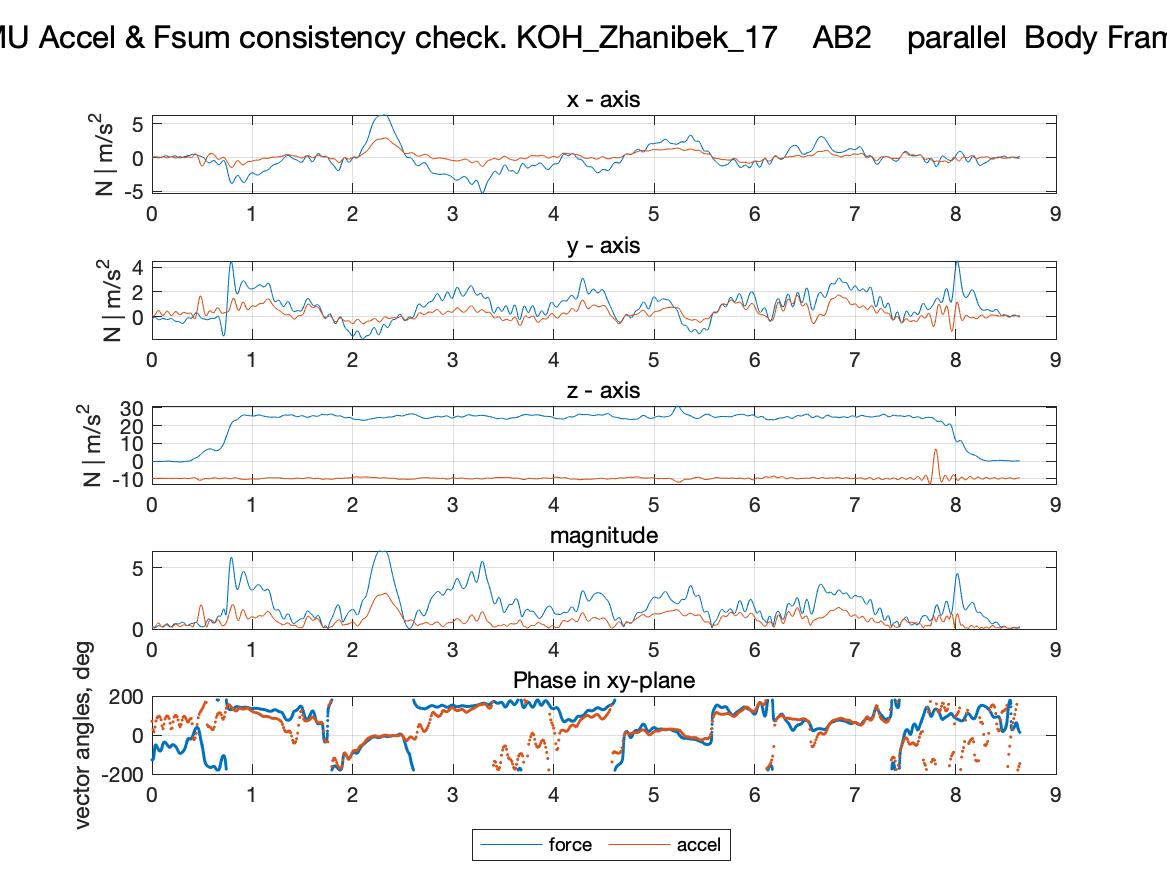 MU Accel & Fsum consistency check. KOH_Zhanibek_17 AB2 parallel Body Fram
x - axis
N | m/s²
5
0
-5
0 1 2 3 4 5 6 7 8 9
y - axis
N | m/s²
4
2
0
0 1 2 3 4 5 6 7 8 9
z - axis
N | m/s²
30
20
10
0
-10
0 1 2 3 4 5 6 7 8 9
magnitude
5
0
0 1 2 3 4 5 6 7 8 9
Phase in xy-plane
vector angles, deg
200
0
-200
0 1 2 3 4 5 6 7 8 9
force accel